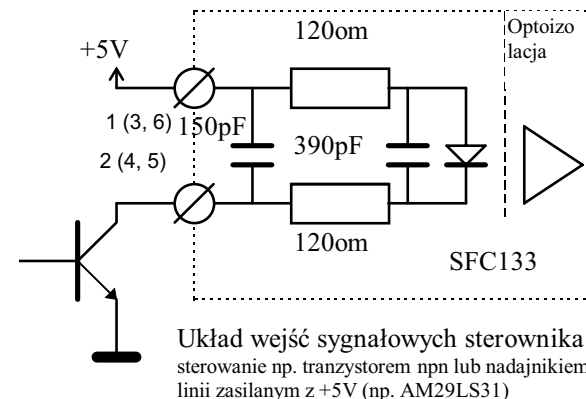 120om
Optoizo
lacja
+5V
1 (3, 6) 150pF
2 (4, 5)
390pF
120om
SFC133
Układ wejść sygnałowych sterownika
sterowanie np. tranzystorem npn lub nadajnikiem
linii zasilanym z +5V (np. AM29LS31)